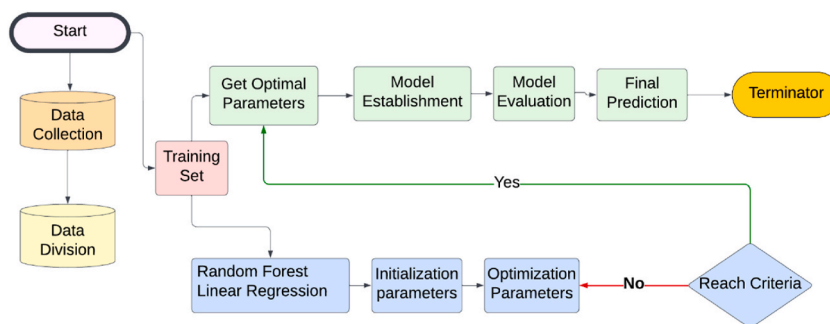 Start
Data
Collection
Data
Division
Training
Set
Get Optimal
Parameters
Model
Establishment
Model
Evaluation
Final
Prediction
Terminator
Yes
Random Forest
Linear Regression
Initialization
parameters
Optimization
Parameters
No
Reach Criteria